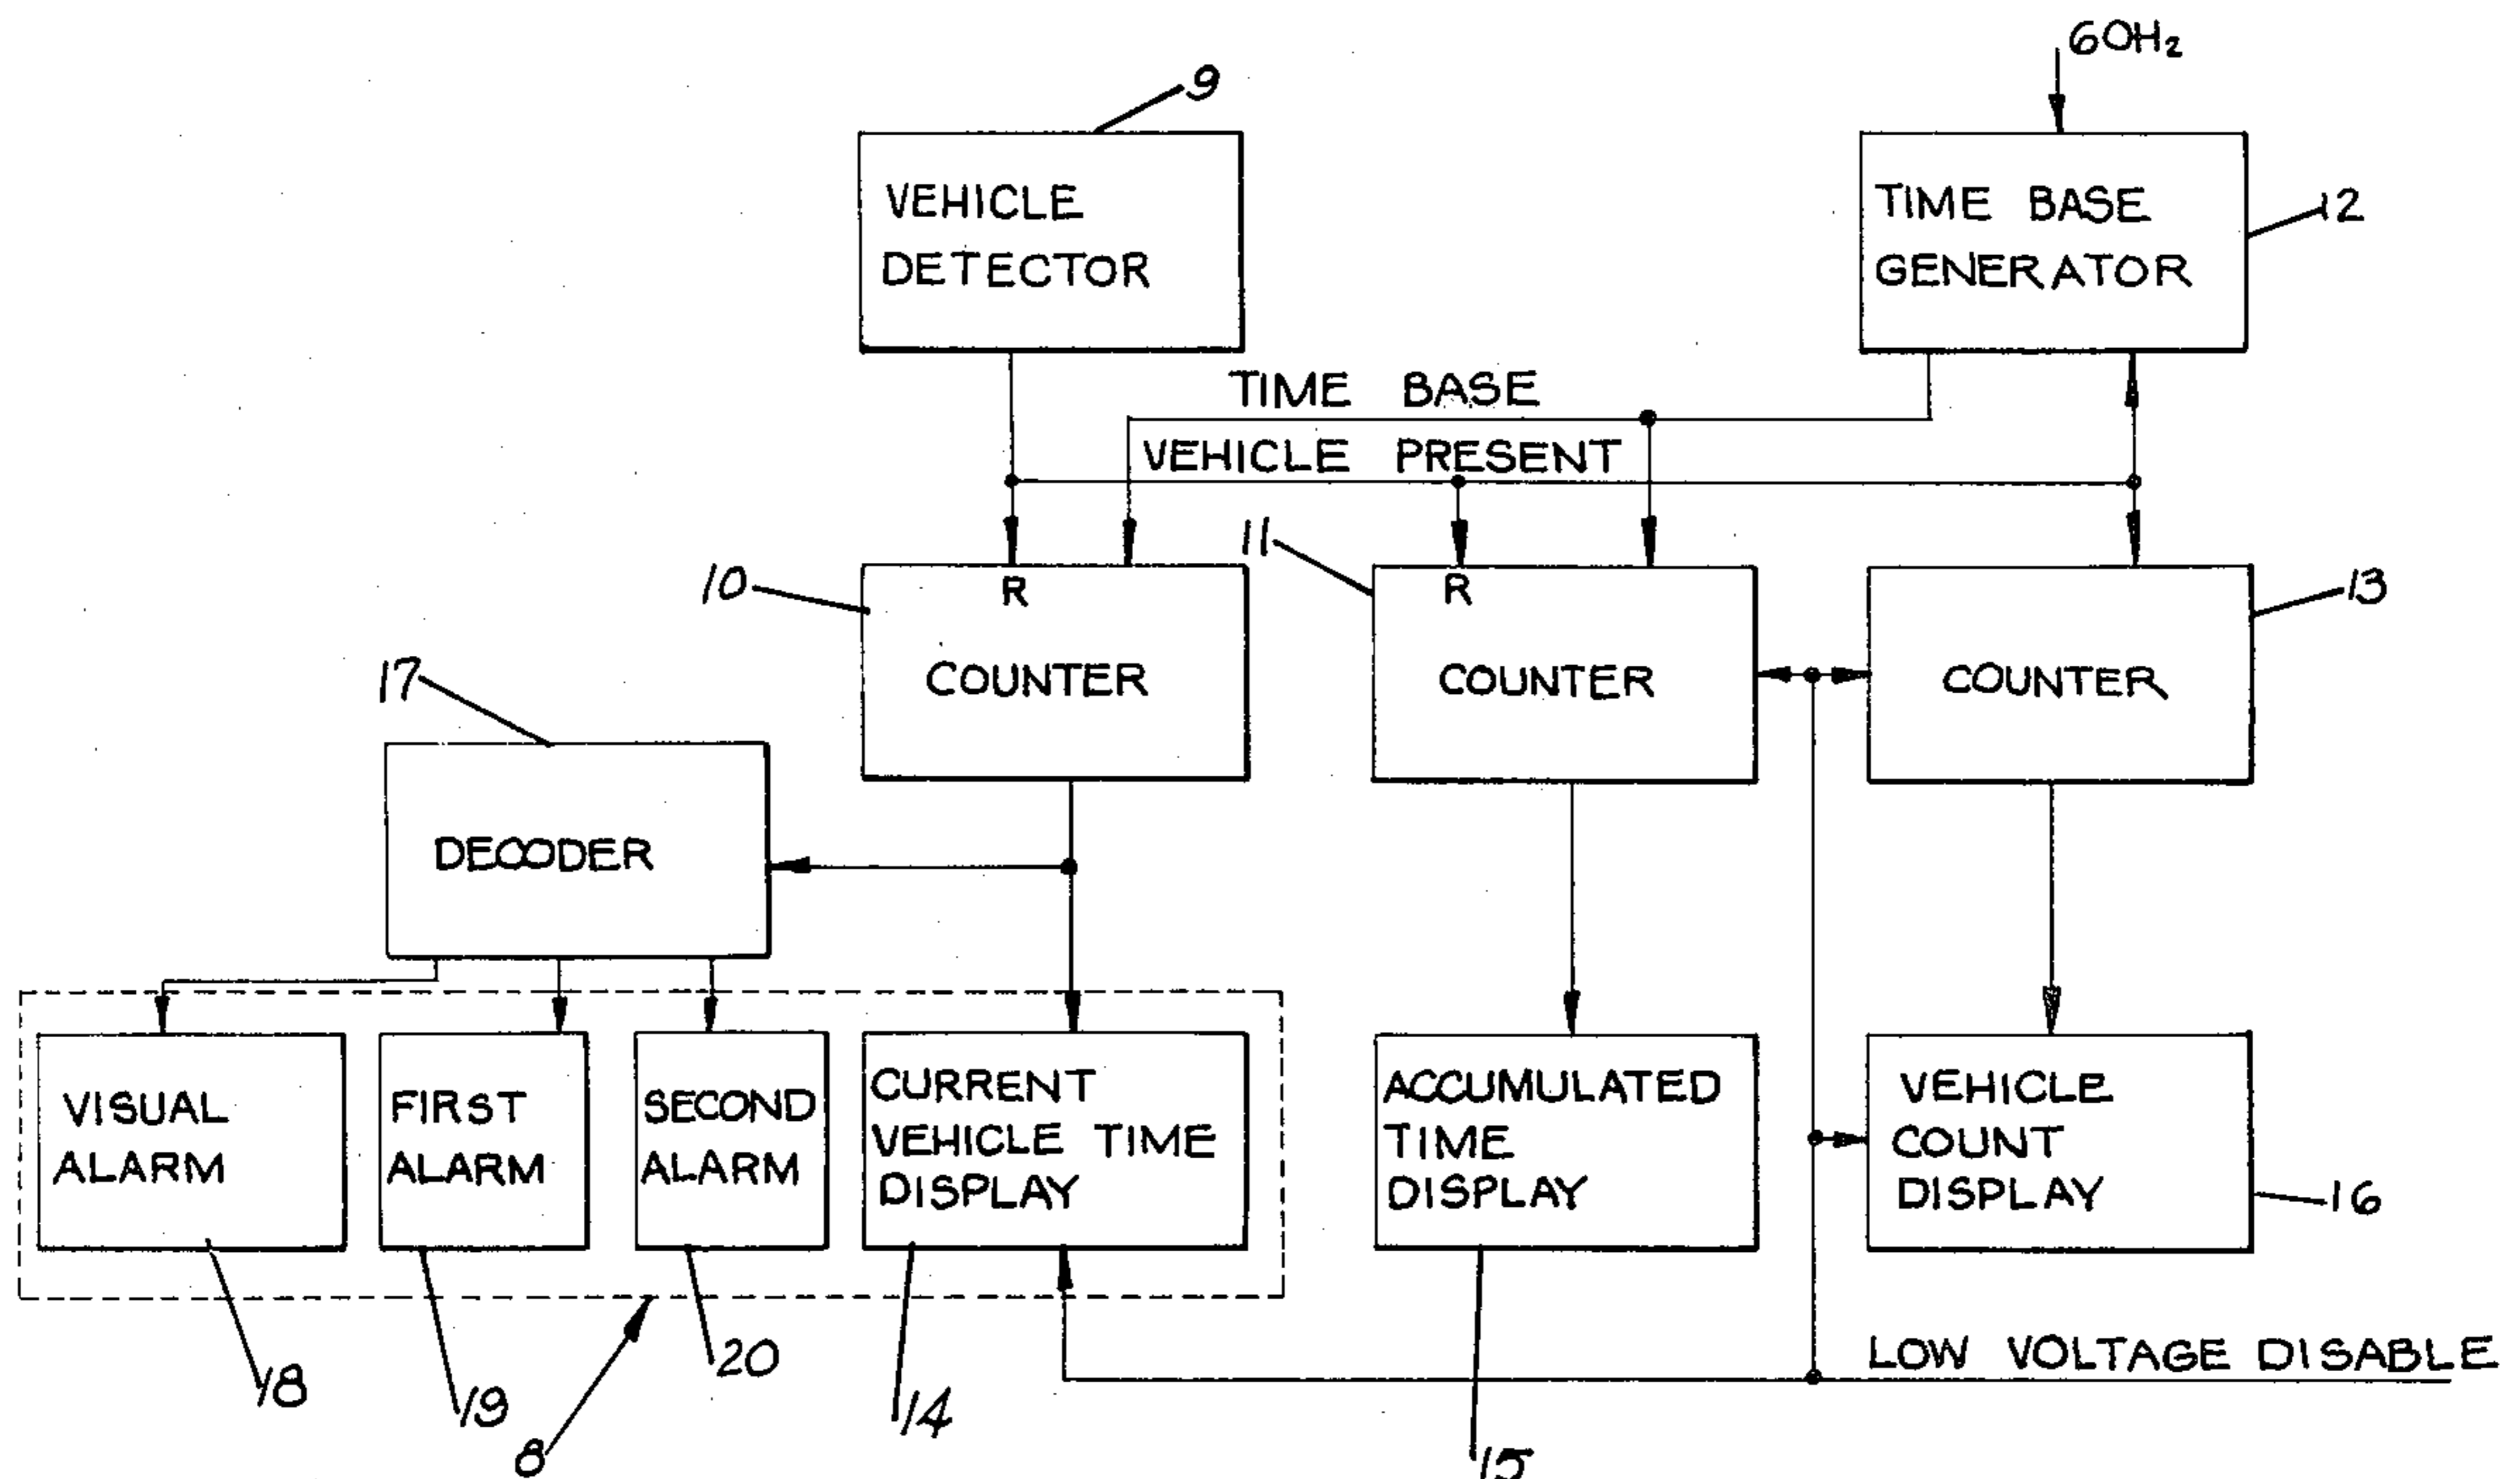 60H₂
9
VEHICLE
DETECTOR
TIME BASE
GENERATOR
12
TIME BASE
VEHICLE PRESENT
10
R
COUNTER
11
R
COUNTER
13
COUNTER
17
DECODER
VISUAL
ALARM
FIRST
ALARM
SECOND
ALARM
CURRENT
VEHICLE TIME
DISPLAY
ACCUMULATED
TIME
DISPLAY
VEHICLE
COUNT
DISPLAY
16
LOW VOLTAGE DISABLE
18
19
20
8
14
15